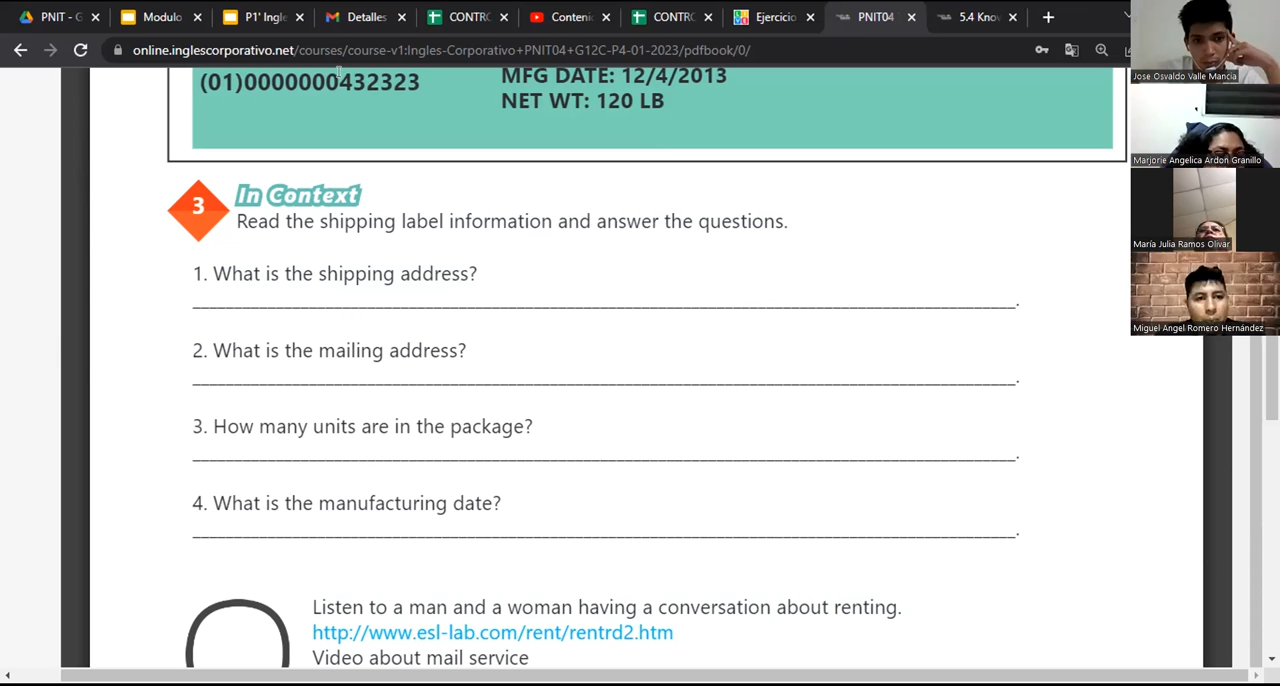 PNIT - G
Modulo
P1' Ingle
Detalles
CONTRC
Conteni
CONTRC
Ejercicio
PNIT04
5.4 Know
online.inglescorporativo.net/courses/course-v1:Ingles-Corporativo+PNIT04+G12C-P4-01-2023/pdfbook/0/
(01)0000000432323
MFG DATE: 12/4/2013
NET WT: 120 LB
3
In Context
Read the shipping label information and answer the questions.
1. What is the shipping address?
2. What is the mailing address?
3. How many units are in the package?
4. What is the manufacturing date?
Listen to a man and a woman having a conversation about renting.
http://www.esl-lab.com/rent/rentrd2.htm
Video about mail service
Jose Osvaldo Valle Mancia
Marjorie Angelica Ardon Granillo
María Julia Ramos Olivar
Miguel Angel Romero Hernández